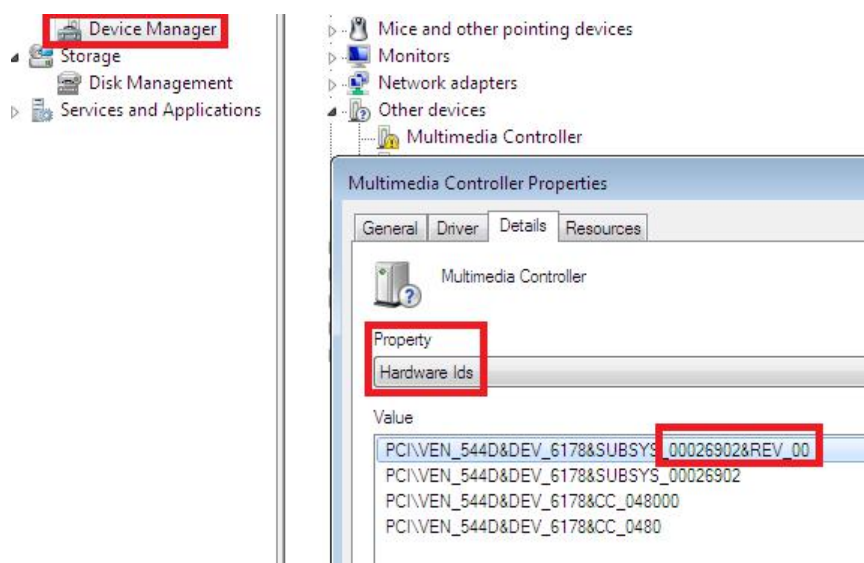 Device Manager
Storage
Disk Management
Services and Applications
Mice and other pointing devices
Monitors
Network adapters
Other devices
Multimedia Controller
Multimedia Controller Properties
General Driver Details Resources
Multimedia Controller
Property
Hardware Ids
Value
PCI\VEN_544D&DEV_6178&SUBSYS_00026902&REV_00
PCI\VEN_544D&DEV_6178&SUBSYS_00026902
PCI\VEN_544D&DEV_6178&CC_048000
PCI\VEN_544D&DEV_6178&CC_0480